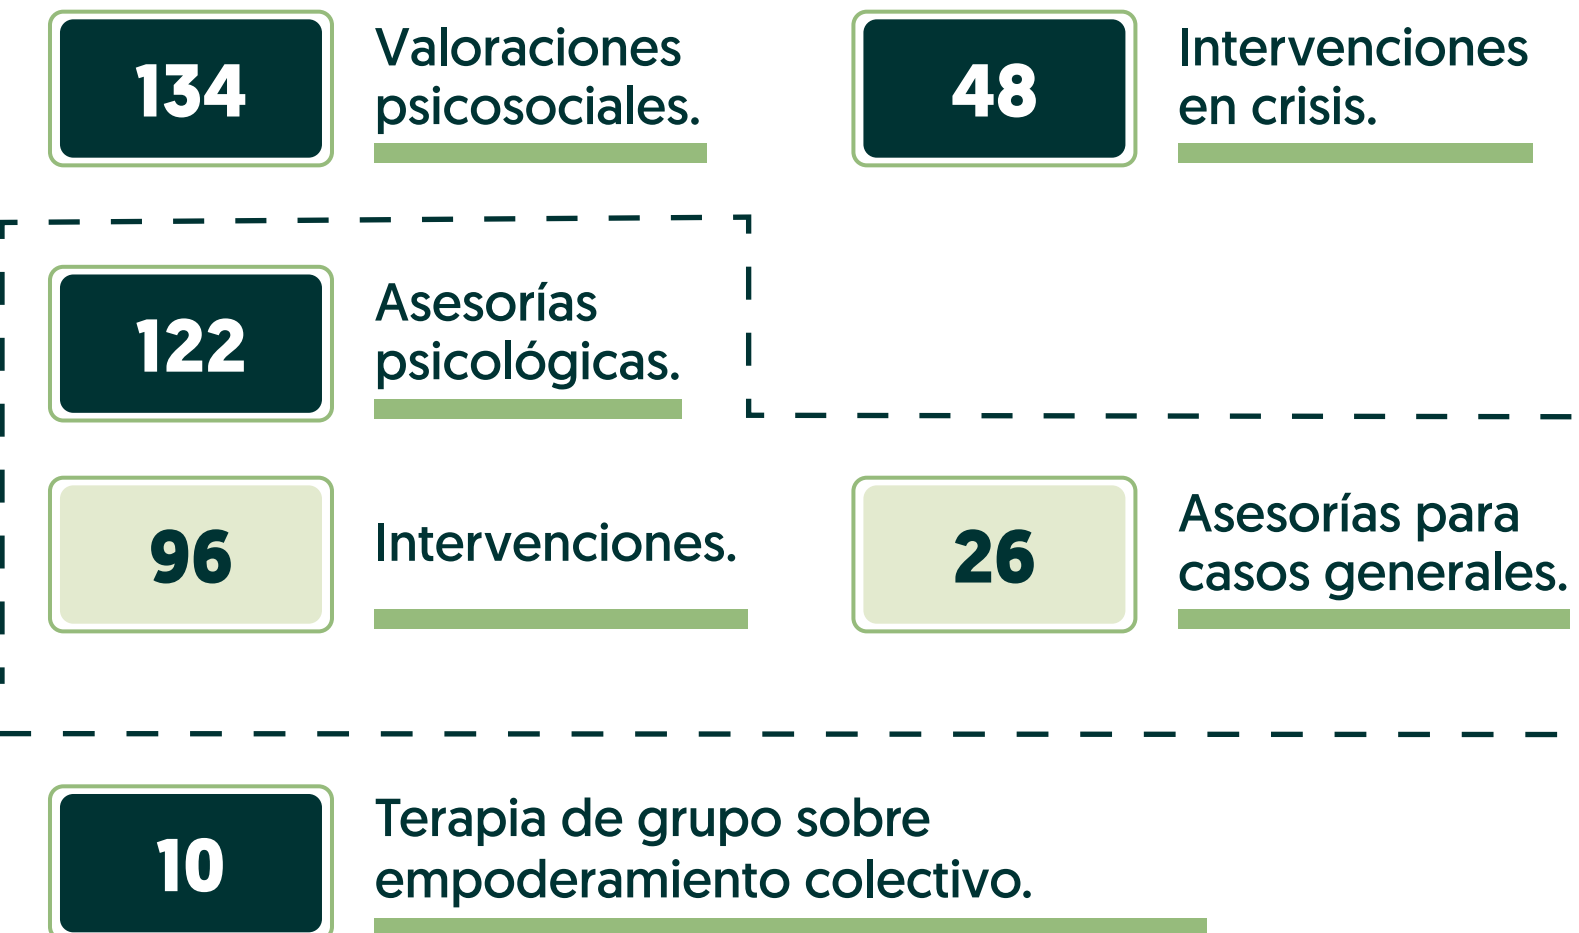 134
Valoraciones
psicosociales.
48
Intervenciones
en crisis.
122
Asesorías
psicológicas.
96
Intervenciones.
26
Asesorías para
casos generales.
10
Terapia de grupo sobre
empoderamiento colectivo.